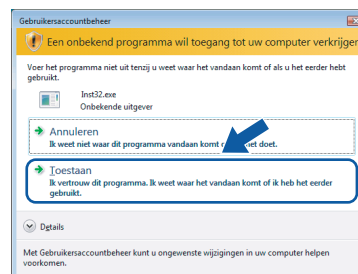 Gebruikersaccountbeheer
Een onbekend programma wil toegang tot uw computer verkrijgen
Voer het programma niet uit tenzij u weet waar het vandaan komt of als u het eerder hebt
gebruikt.
Inst32.exe
Onbekende uitgever
Annuleren
Ik weet niet waar dit programma vandaan komt het doet.
Toestaan
Ik vertrouw dit programma. Ik weet waar het vandaan komt of ik heb het eerder
gebruikt.
Details
Met Gebruikersaccountbeheer kunt u ongewenste wijzigingen in uw computer helpen
voorkomen.